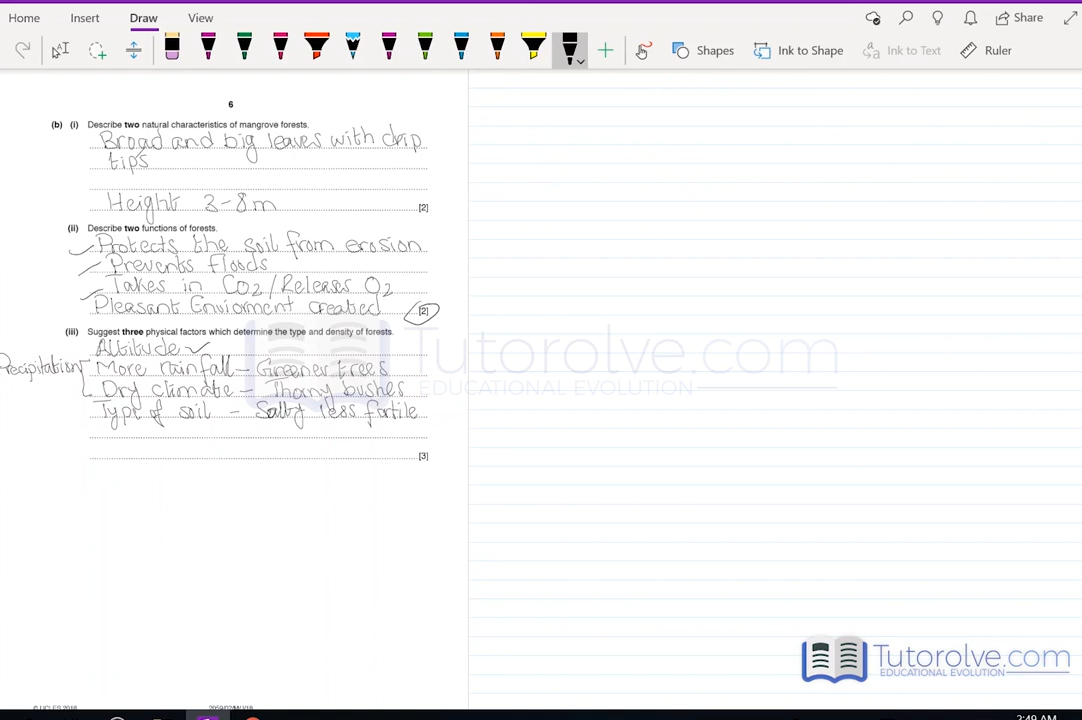 Home Insert Draw View
Share
Shapes Ink to Shape Ink to Text Ruler
6
(b) (i) Describe two natural characteristics of mangrove forests.
Broad and big leaves with drip
tips
Height 3-8m
[2]
(ii) Describe two functions of forests.
Protects the soil from erosion
Prevents floods
Takes in CO2/Releases O2
Pleasant Enviorment created [2]
(iii) Suggest three physical factors which determine the type and density of forests.
Altitude
Precipitation More rainfall - Greener trees
Dry climate - Thorny bushes
Type of soil - Salty less fertile
[3]
Tutorolve.com
EDUCATIONAL EVOLUTION
Tutorolve.com
EDUCATIONAL EVOLUTION
2:49 AM